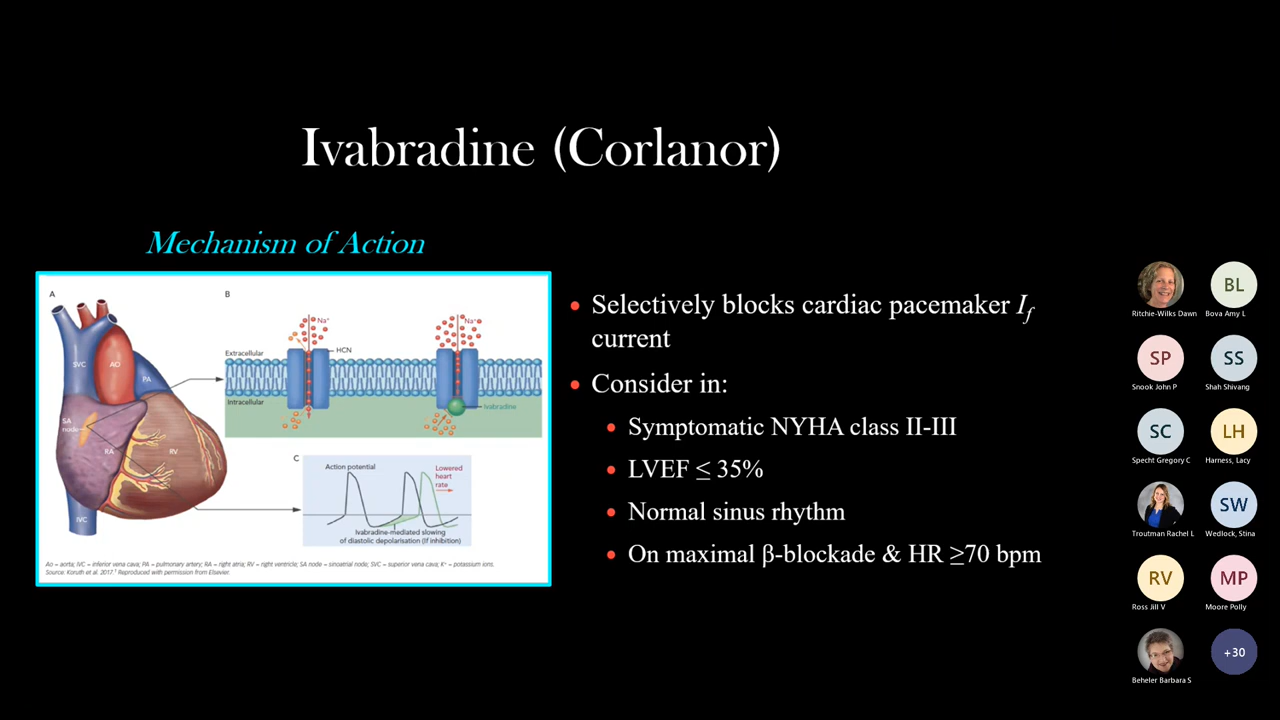 Ivabradine (Corlanor)
Mechanism of Action
A
SVC
AO
PA
SA
node
RA
RV
IVC
B
Na⁺
HCN
Na⁺
Extracellular
Intracellular
Ivabradine
C
Action potential
Lowered
heart
rate
Ivabradine-mediated slowing
of diastolic depolarisation (If inhibition)
Ao = aorta; IVC = inferior vena cava; PA = pulmonary artery; RA = right atria; RV = right ventricle; SA node = sinoatrial node; SVC = superior vena cava; K⁺ = potassium ions.
Source: Koruth et al. 2017.⁷ Reproduced with permission from Elsevier.
• Selectively blocks cardiac pacemaker If
current
• Consider in:
• Symptomatic NYHA class II-III
• LVEF ≤ 35%
• Normal sinus rhythm
• On maximal β-blockade & HR ≥70 bpm
BL
Ritchie-Wilks Dawn
Bova Amy L
SP
SS
Snook John P
Shah Shivang
SC
LH
Specht Gregory C
Harness, Lacy
SW
Troutman Rachel L
Wedlock, Stina
RV
MP
Ross Jill V
Moore Polly
+30
Beheler Barbara S